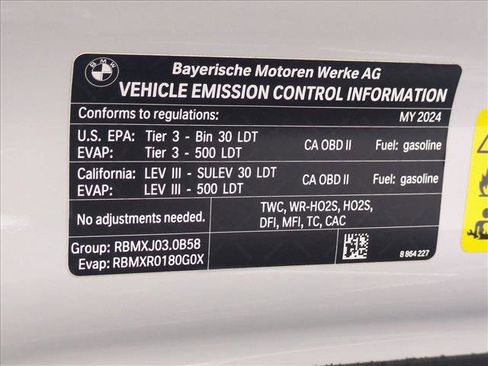 BMW
Bayerische Motoren Werke AG
VEHICLE EMISSION CONTROL INFORMATION
Conforms to regulations: MY 2024
U.S. EPA: Tier 3 - Bin 30 LDT CA OBD II Fuel: gasoline
EVAP: Tier 3 - 500 LDT
California: LEV III - SULEV 30 LDT CA OBD II Fuel: gasoline
EVAP: LEV III - 500 LDT
No adjustments needed. TWC, WR-HO2S, HO2S,
DFI, MFI, TC, CAC
Group: RBMXJ03.0B58
Evap: RBMXR0180G0X
8 864 227